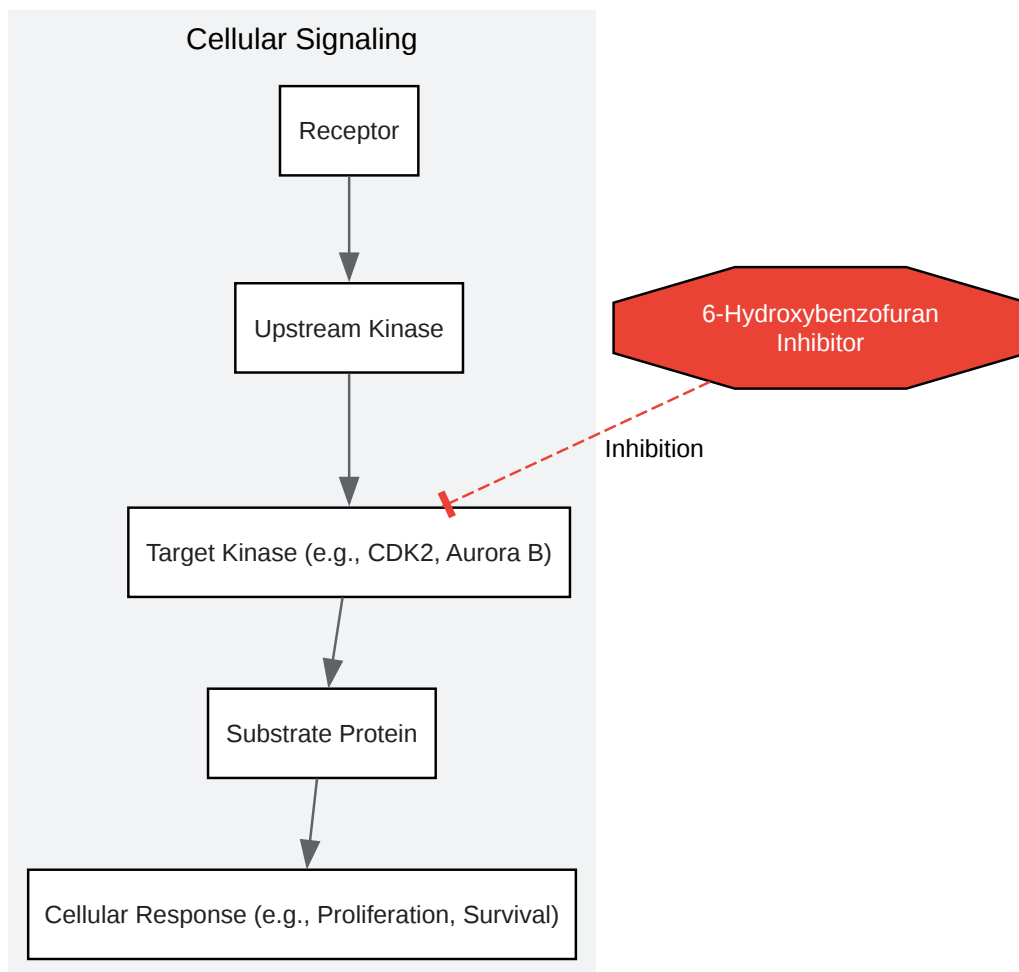 Cellular Signaling
Receptor
Upstream Kinase
6-Hydroxybenzofuran
Inhibitor
Inhibition
Target Kinase (e.g., CDK2, Aurora B)
Substrate Protein
Cellular Response (e.g., Proliferation, Survival)